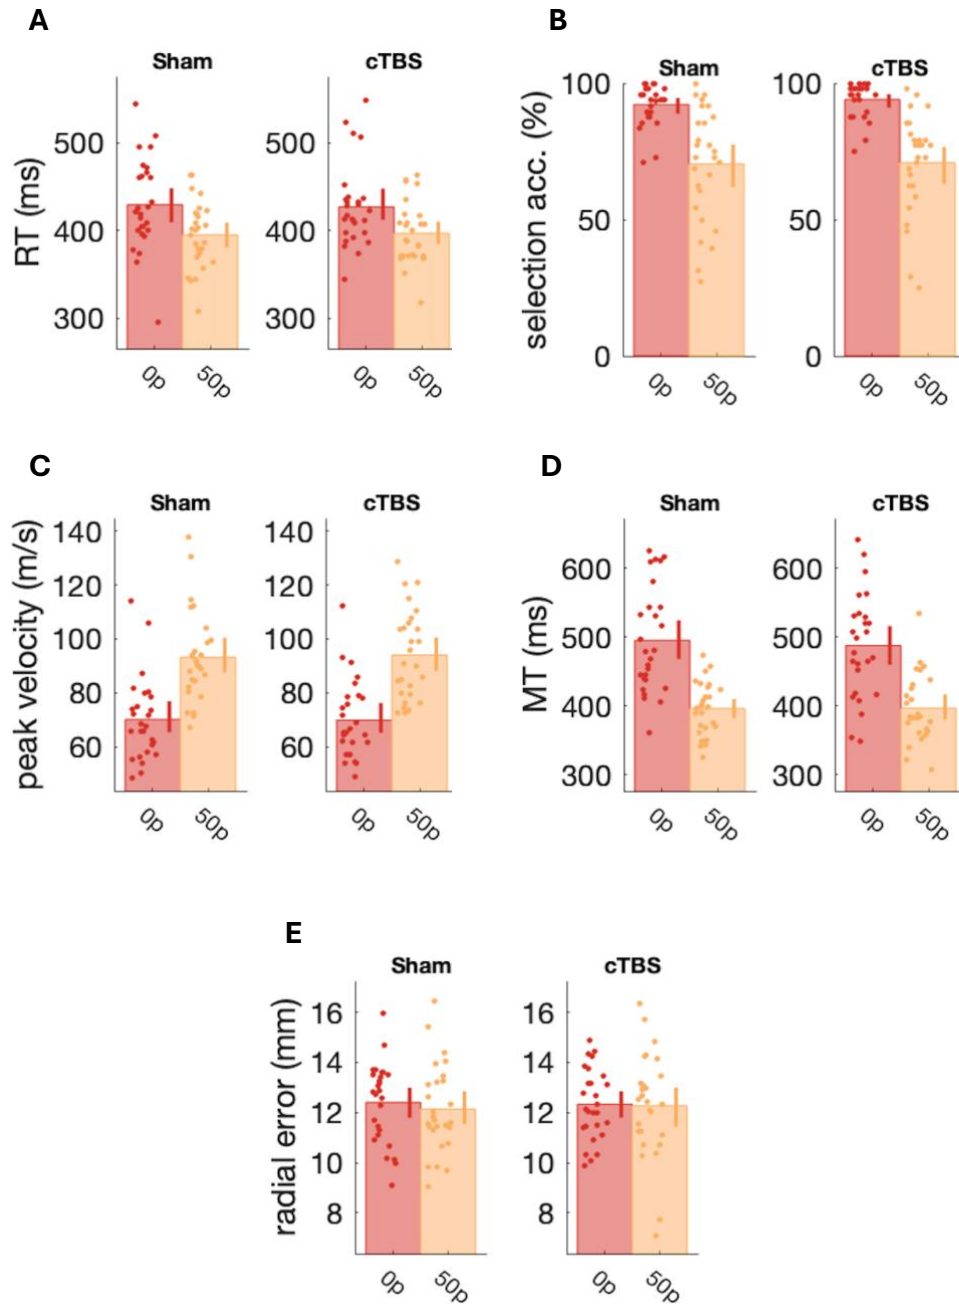 A
B
Sham
cTBS
Sham
cTBS
RT (ms)
500
400
300
500
400
300
selection acc. (%)
100
50
0
100
50
0
0p
50p
0p
50p
0p
50p
0p
50p
C
D
Sham
cTBS
Sham
cTBS
peak velocity (m/s)
140
120
100
80
60
140
120
100
80
60
MT (ms)
600
500
400
300
600
500
400
300
0p
50p
0p
50p
0p
50p
0p
50p
E
Sham
cTBS
radial error (mm)
16
14
12
10
8
16
14
12
10
8
0p
50p
0p
50p